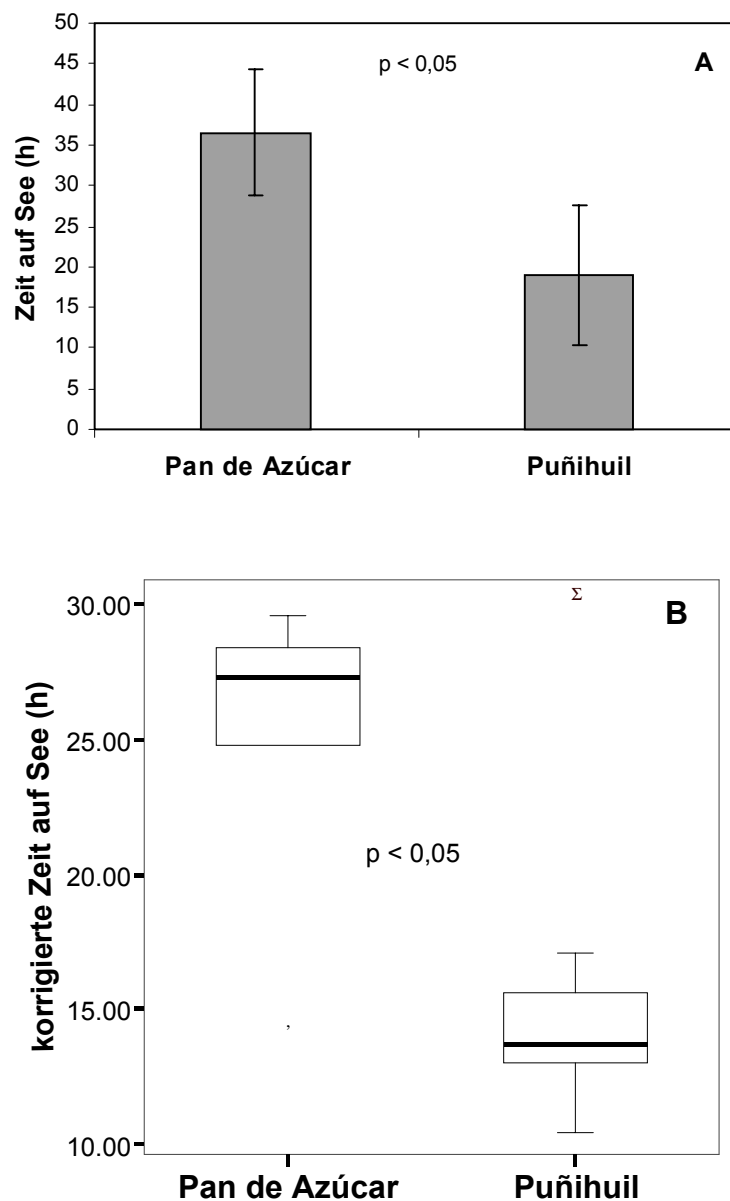 50
45
40
35
30
25
20
15
10
5
0
Zeit auf See (h)
p < 0,05
A
Pan de Azúcar
Puñihuil
30.00
25.00
20.00
15.00
10.00
korrigierte Zeit auf See (h)
Σ
B
p < 0,05
,
Pan de Azúcar
Puñihuil